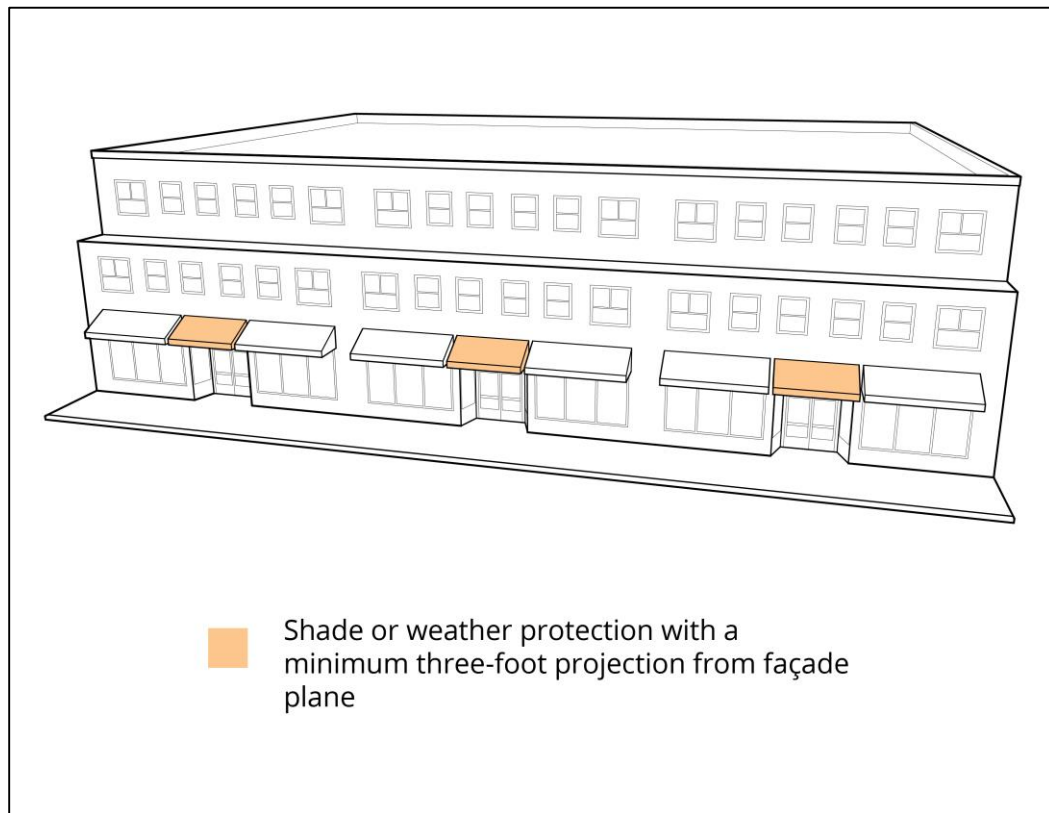 Shade or weather protection with a
minimum three-foot projection from façade
plane